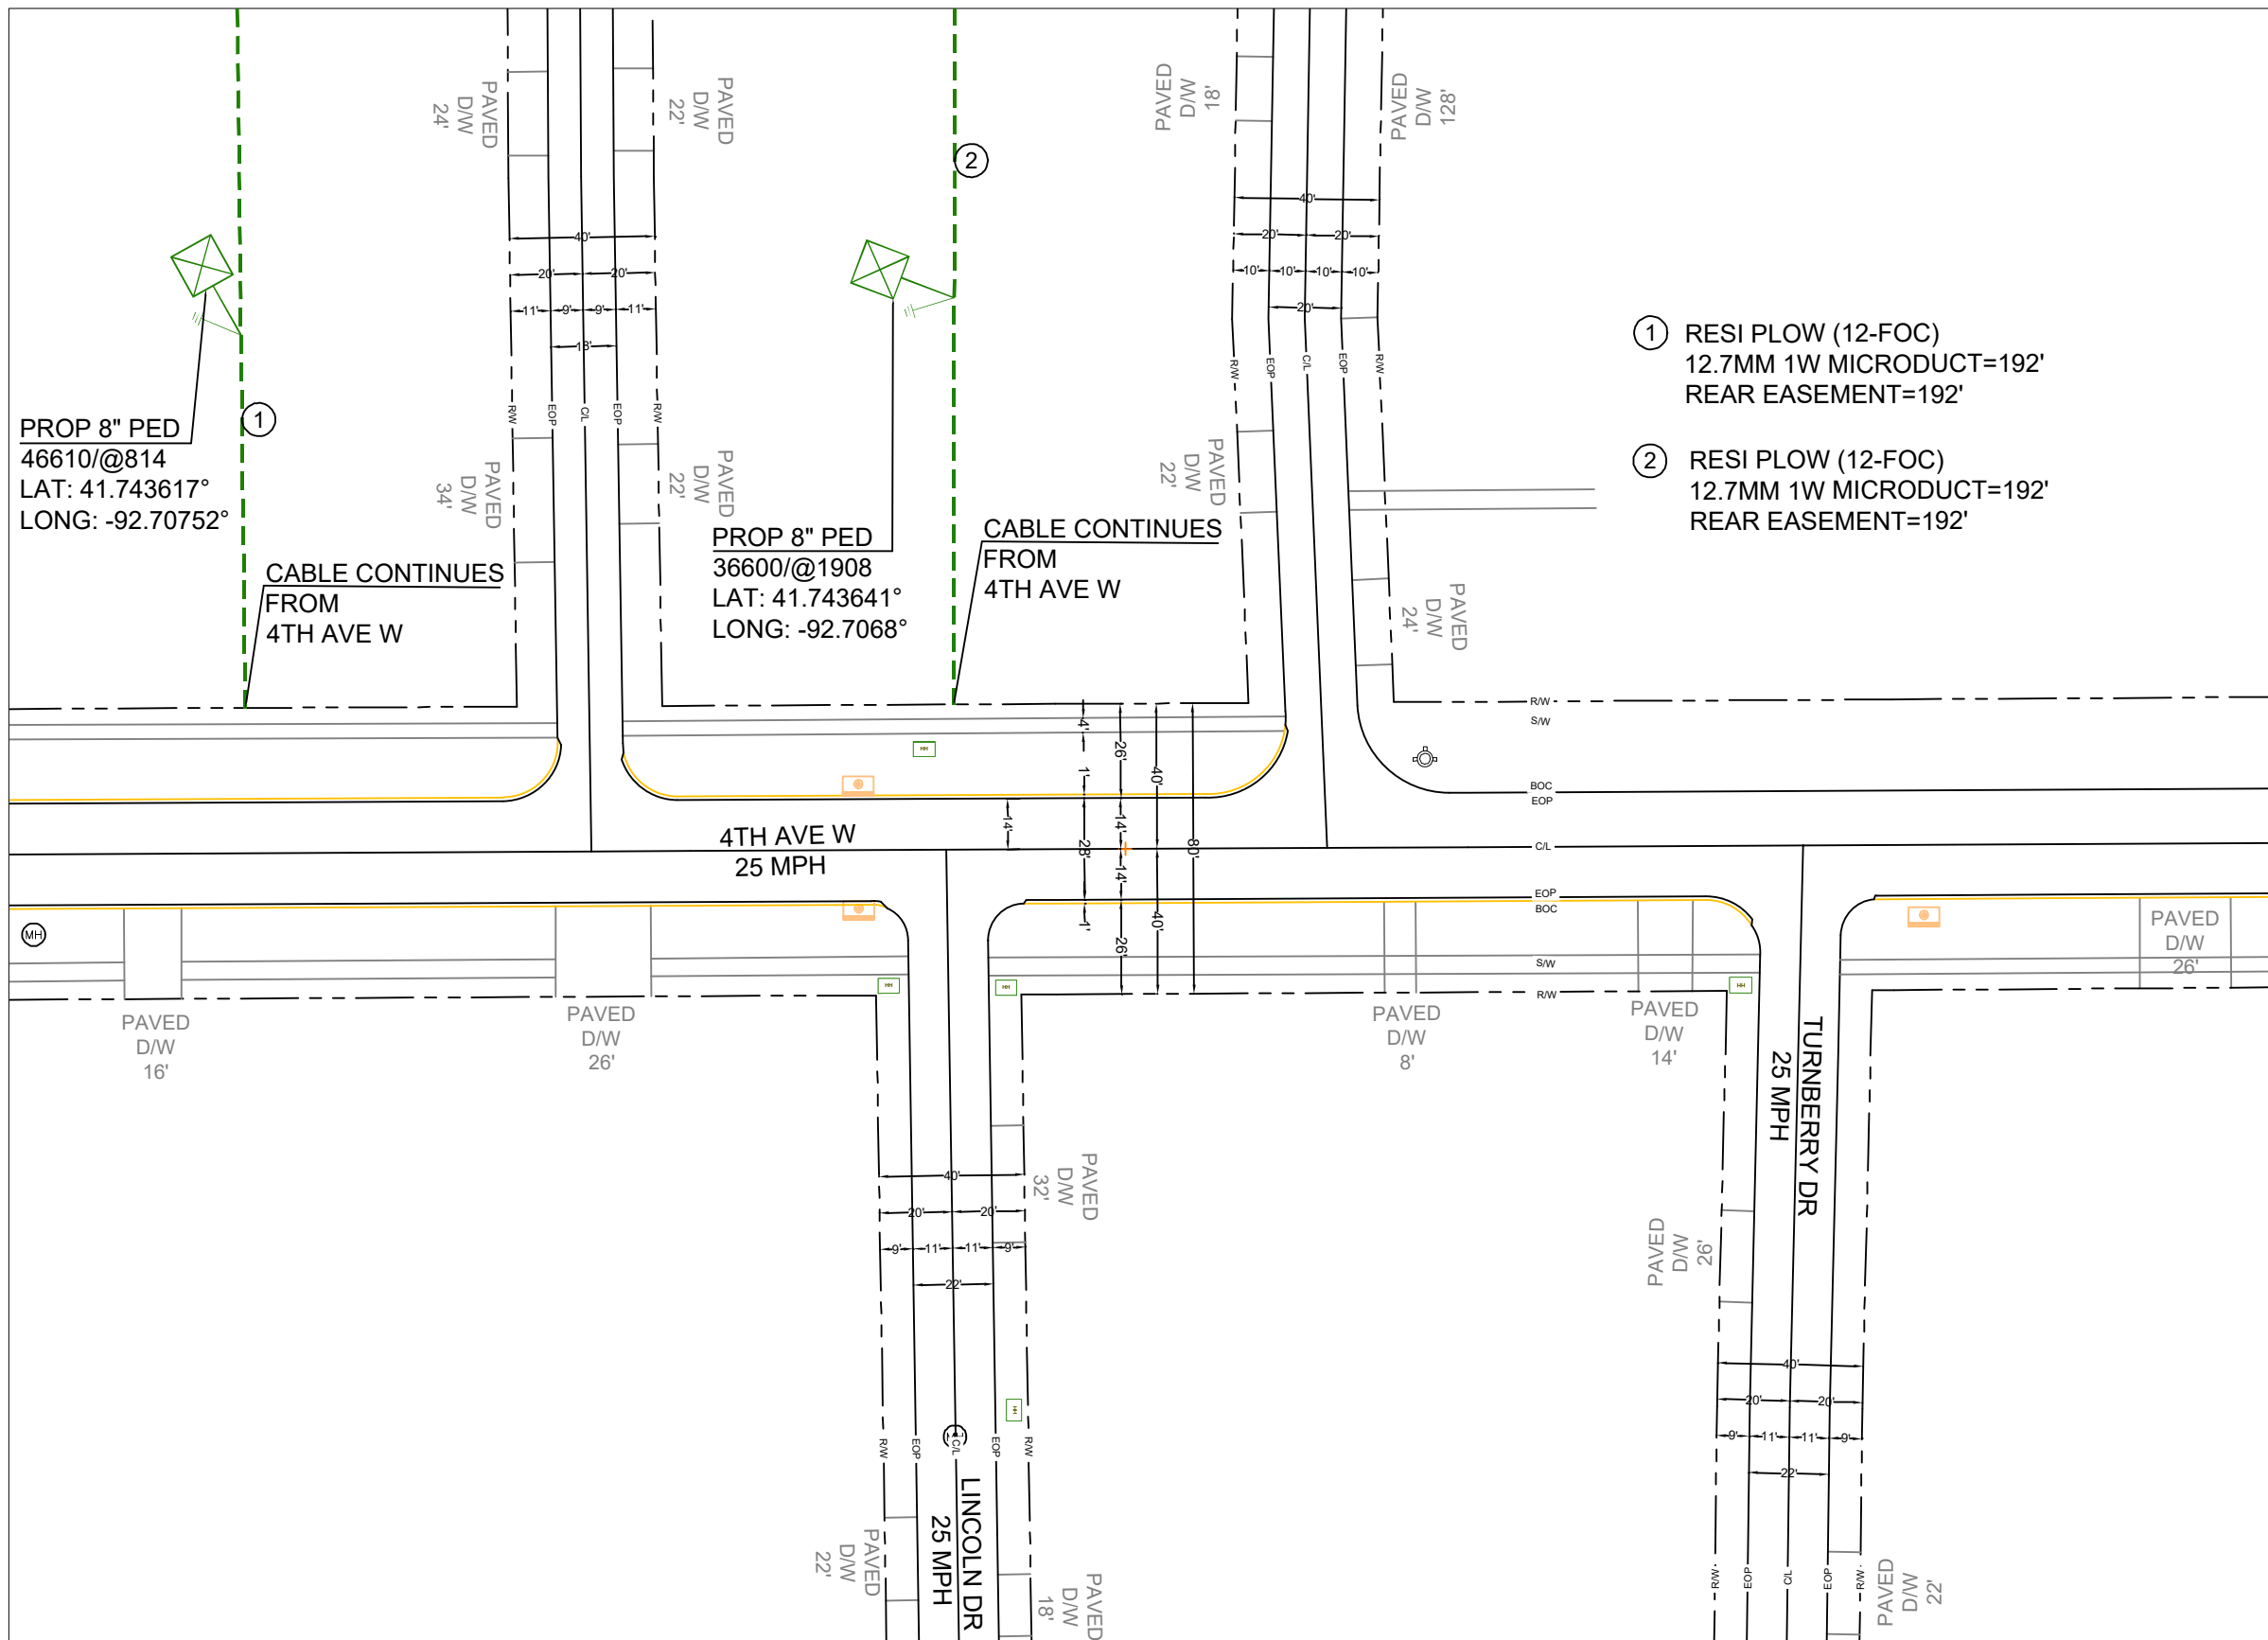 PAVED
D/W
24'
PAVED
D/W
22'
PAVED
D/W
18'
PAVED
D/W
128'
2
40'
20'
20'
11'
9'
9'
11'
18'
40'
20'
20'
10'
10'
10'
10'
20'
R/W
EOP
C/L
EOP
R/W
R/W
EOP
C/L
EOP
R/W
1
RESI PLOW (12-FOC)
12.7MM 1W MICRODUCT=192'
REAR EASEMENT=192'
2
RESI PLOW (12-FOC)
12.7MM 1W MICRODUCT=192'
REAR EASEMENT=192'
1
PROP 8" PED
46610/@814
LAT: 41.743617°
LONG: -92.70752°
CABLE CONTINUES
FROM
4TH AVE W
PAVED
D/W
34'
PAVED
D/W
22'
PROP 8" PED
36600/@1908
LAT: 41.743641°
LONG: -92.7068°
CABLE CONTINUES
FROM
4TH AVE W
PAVED
D/W
22'
PAVED
D/W
24'
R/W
S/W
BOC
EOP
C/L
EOP
BOC
S/W
R/W
HH
4'
1'
28'
1'
14'
26'
14'
14'
26'
40'
40'
80'
4TH AVE W
25 MPH
MH
HH
HH
HH
PAVED
D/W
16'
PAVED
D/W
26'
PAVED
D/W
8'
PAVED
D/W
14'
PAVED
D/W
26'
TURNBERRY DR
25 MPH
PAVED
D/W
32'
40'
20'
20'
9'
11'
11'
9'
22'
PAVED
D/W
26'
40'
20'
20'
9'
11'
11'
9'
22'
HH
R/W
EOP
C/L
EOP
R/W
LINCOLN DR
25 MPH
PAVED
D/W
22'
PAVED
D/W
18'
R/W
EOP
C/L
EOP
R/W
PAVED
D/W
22'